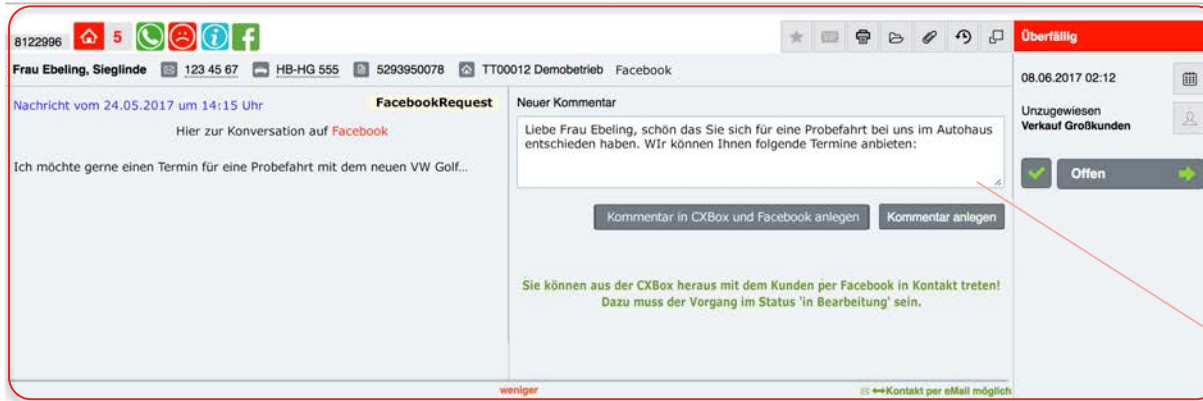 8122996 5
VIP
Überfällig
Frau Ebeling, Sieglinde 123 45 67 HB-HG 555 5293950078 TT00012 Demobetrieb Facebook
08.06.2017 02:12
Nachricht vom 24.05.2017 um 14:15 Uhr FacebookRequest
Hier zur Konversation auf Facebook
Ich möchte gerne einen Termin für eine Probefahrt mit dem neuen VW Golf...
Neuer Kommentar
Liebe Frau Ebeling, schön das Sie sich für eine Probefahrt bei uns im Autohaus
entschieden haben. WIr können Ihnen folgende Termine anbieten:
Kommentar in CXBox und Facebook anlegen Kommentar anlegen
Sie können aus der CXBox heraus mit dem Kunden per Facebook in Kontakt treten!
Dazu muss der Vorgang im Status 'in Bearbeitung' sein.
Unzugewiesen
Verkauf Großkunden
Offen
weniger
Kontakt per eMail möglich